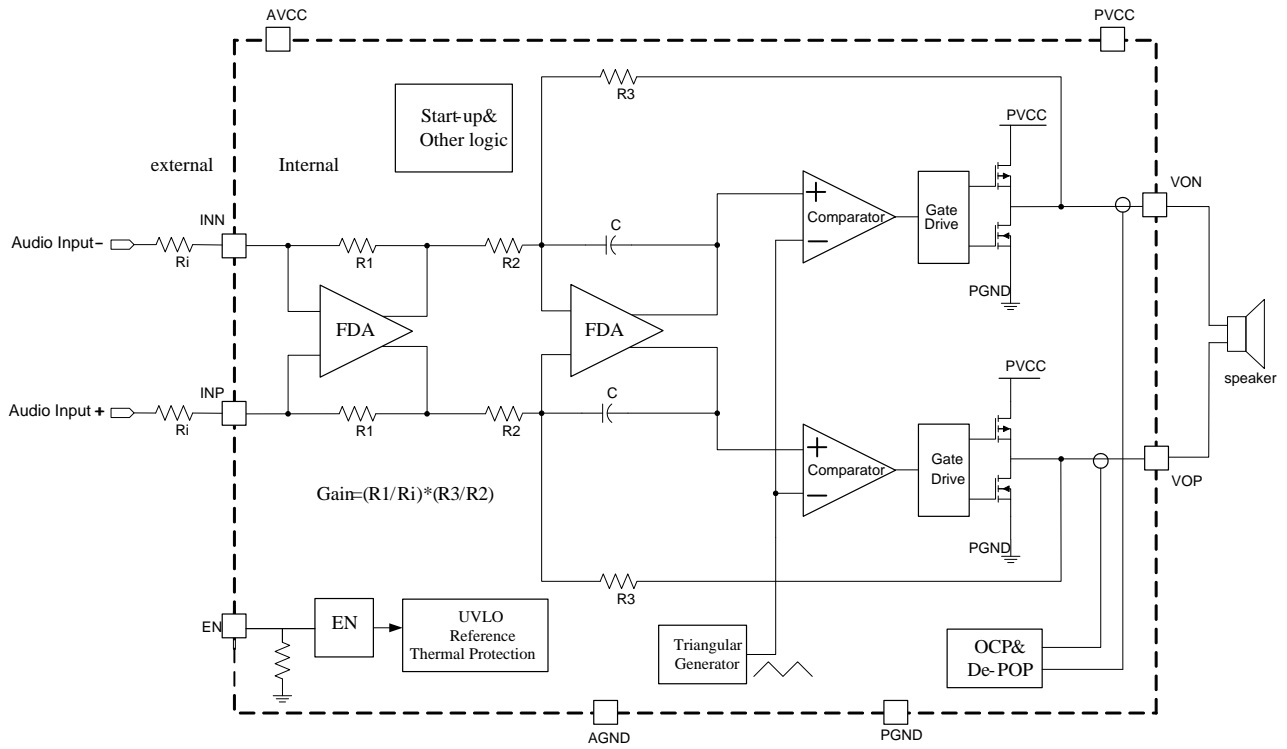 AVCC
PVCC
R3
Start-up&
Other logic
PVCC
external
Internal
INN
Audio Input-
Ri
R1
R2
C
+
Comparator
-
Gate
Drive
VON
PGND
FDA
FDA
speaker
INP
Audio Input +
Ri
R1
R2
C
PVCC
+
Comparator
-
Gate
Drive
VOP
Gain=(R1/Ri)*(R3/R2)
PGND
R3
EN
EN
UVLO
Reference
Thermal Protection
Triangular
Generator
OCP&
De-POP
AGND
PGND